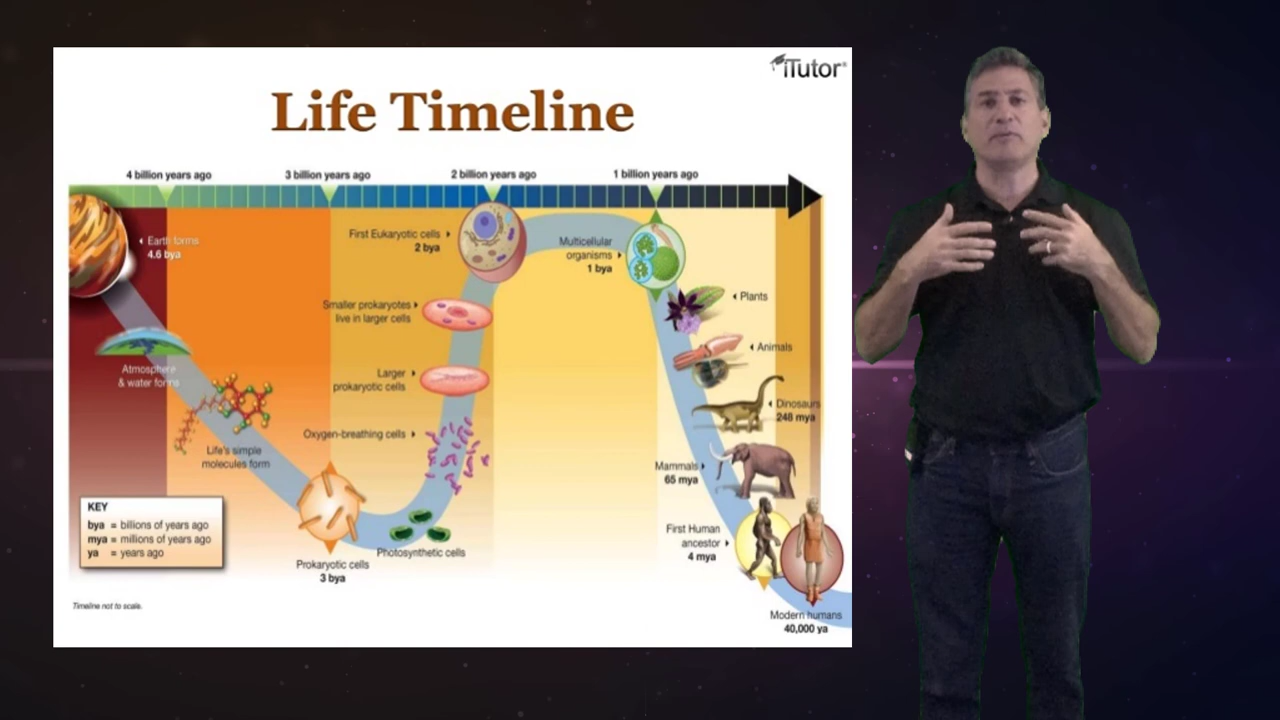 iTutor®
Life Timeline
4 billion years ago
3 billion years ago
2 billion years ago
1 billion years ago
Earth forms
4.6 bya
Atmosphere
& water forms
Life's simple
molecules form
Prokaryotic cells
3 bya
Photosynthetic cells
Oxygen-breathing cells
Larger
prokaryotic cells
Smaller prokaryotes
live in larger cells
First Eukaryotic cells
2 bya
Multicellular
organisms
1 bya
Plants
Animals
Dinosaurs
248 mya
Mammals
65 mya
First Human
ancestor
4 mya
Modern humans
40,000 ya
KEY
bya = billions of years ago
mya = millions of years ago
ya = years ago
Timeline not to scale.